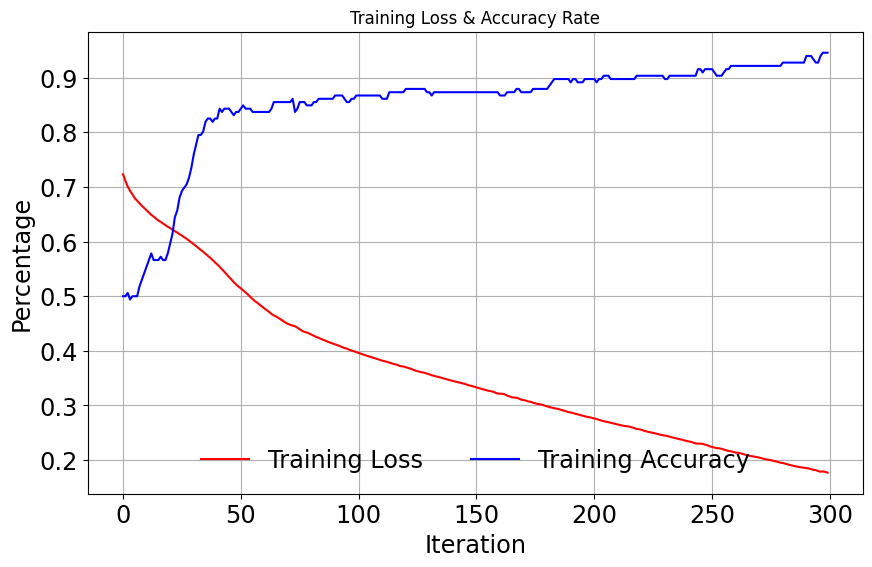 Training Loss & Accuracy Rate
Percentage
0.9
0.8
0.7
0.6
0.5
0.4
0.3
0.2
Training Loss
Training Accuracy
0 50 100 150 200 250 300
Iteration